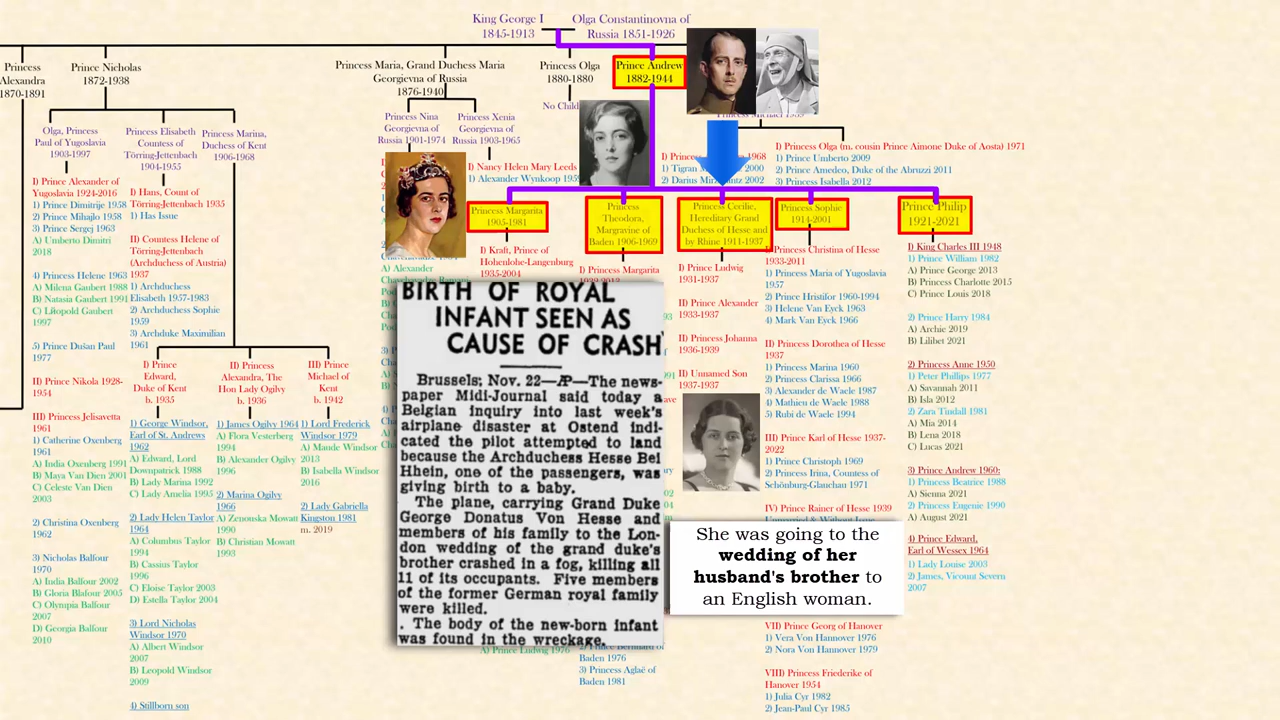 King George I
1845-1913
Olga Constantinovna of
Russia 1851-1926
Princess
Alexandra
1870-1891
Prince Nicholas
1872-1938
Princess Maria, Grand Duchess Maria
Georgievna of Russia
1876-1940
Princess Olga
1880-1880
No Child
Prince Andrew
1882-1944
Olga, Princess
Paul of Yugoslavia
1903-1997
I) Prince Alexander of
Yugoslavia 1924-2016
1) Prince Dimitrije 1958
2) Prince Mihajlo 1958
3) Prince Sergej 1963
A) Umberto Dimitri
2018
4) Princess Helene 1963
A) Milena Gaubert 1988
B) Natasia Gaubert 1991
C) Léopold Gaubert
1997
5) Prince Dušan Paul
1977
II) Prince Nikola 1928-
1954
III) Princess Jelisavetta
1961
1) Catherine Oxenberg
1961
A) India Oxenberg 1991
B) Maya Van Dien 2001
C) Celeste Van Dien
2003
2) Christina Oxenberg
1962
3) Nicholas Balfour
1970
A) India Balfour 2002
B) Gloria Blafour 2005
C) Olympia Balfour
2007
D) Georgia Balfour
2010
Princess Elisabeth
Countess of
Törring-Jettenbach
1904-1955
I) Hans, Count of
Törring-Jettenbach 1935
1) Has Issue
II) Countess Helene of
Törring-Jettenbach
(Archduchess of Austria)
1937
1) Archduchess
Elisabeth 1957-1983
2) Archduchess Sophie
1959
3) Archduke Maximilian
1961
Princess Marina,
Duchess of Kent
1906-1968
I) Prince
Edward,
Duke of Kent
b. 1935
1) George Windsor,
Earl of St. Andrews
1962
A) Edward, Lord
Downpatrick 1988
B) Lady Marina 1992
C) Lady Amelia 1995
2) Lady Helen Taylor
1964
A) Columbus Taylor
1994
B) Cassius Taylor
1996
C) Eloise Taylor 2003
D) Estella Taylor 2004
3) Lord Nicholas
Windsor 1970
A) Albert Windsor
2007
B) Leopold Windsor
2009
4) Stillborn son
II) Princess
Alexandra, The
Hon Lady Ogilvy
b. 1936
1) James Ogilvy 1964
A) Flora Vesterberg
1994
B) Alexander Ogilvy
1996
2) Marina Ogilvy
1966
A) Zenouska Mowatt
1990
B) Christian Mowatt
1993
III) Prince
Michael of
Kent
b. 1942
1) Lord Frederick
Windsor 1979
A) Maude Windsor
2013
B) Isabella Windsor
2016
2) Lady Gabriella
Kingston 1981
m. 2019
Princess Nina
Georgievna of
Russia 1901-1974
A) Alexander
Princess Xenia
Georgievna of
Russia 1903-1965
I) Nancy Helen Mary Leeds
1) Alexander Wynkoop
Princess Michael 1939
1968
1) Tigran 2000
2) Darius 2002
Princess Olga (m. cousin Prince Aimone Duke of Aosta) 1971
1) Prince Umberto 2009
2) Prince Amedeo, Duke of the Abruzzi 2011
3) Princess Isabella 2012
Princess Margarita
1905-1981
I) Kraft, Prince of
Hohenlohe-Langenburg
1935-2004
Princess
Theodora,
Margravine of
Baden 1906-1969
I) Princess Margarita
Princess Cecilie,
Hereditary Grand
Duchess of Hesse and
by Rhine 1911-1937
I) Prince Ludwig
1931-1937
II) Prince Alexander
1933-1937
II) Princess Johanna
1936-1939
II) Unnamed Son
1937-1937
Princess Sophie
1914-2001
Princess Christina of Hesse
1933-2011
1) Princess Maria of Yugoslavia
1957
2) Prince Hristifor 1960-1994
3) Helene Van Eyck 1963
4) Mark Van Eyck 1966
II) Princess Dorothea of Hesse
1937
1) Princess Marina 1960
2) Princess Clarissa 1966
3) Alexander de Waele 1987
4) Mathieu de Waele 1988
5) Rubi de Waele 1994
III) Prince Karl of Hesse 1937-
2022
1) Prince Christoph 1969
2) Princess Irina, Countess of
Schönburg-Glauchan 1971
IV) Prince Rainer of Hesse 1939
VII) Prince Georg of Hanover
1) Vera Von Hannover 1976
2) Nora Von Hannover 1979
VIII) Princess Friederike of
Hanover 1954
1) Julia Cyr 1982
2) Jean-Paul Cyr 1985
Prince Philip
1921-2021
I) King Charles III 1948
1) Prince William 1982
A) Prince George 2013
B) Princess Charlotte 2015
C) Prince Louis 2018
2) Prince Harry 1984
A) Archie 2019
B) Lilibet 2021
2) Princess Anne 1950
1) Peter Phillips 1977
A) Savannah 2011
B) Isla 2012
2) Zara Tindall 1981
A) Mia 2014
B) Lena 2018
C) Lucas 2021
3) Prince Andrew 1960:
1) Princess Beatrice 1988
A) Sienna 2021
2) Princess Eugenie 1990
A) August 2021
4) Prince Edward,
Earl of Wessex 1964
1) Lady Louise 2003
2) James, Vicount Severn
2007
BIRTH OF ROYAL
INFANT SEEN AS
CAUSE OF CRASH
Brussels, Nov. 22—AP—The news-
paper Midi-Journal said today a
Belgian inquiry into last week's
airplane disaster at Ostend indi-
cated the pilot attempted to land
because the Archduchess Hesse Bel
Hhein, one of the passengers, was
giving birth to a baby.
The plane, carrying Grand Duke
George Donatus Von Hesse and
members of his family to the Lon-
don wedding of the grand duke's
brother crashed in a fog, killing all
11 of its occupants. Five members
of the former German royal family
were killed.
The body of the new-born infant
was found in the wreckage.
She was going to the
wedding of her
husband's brother to
an English woman.
A) Prince Ludwig 1976
2) Prince Bernhard of
Baden 1976
3) Princess Aglaë of
Baden 1981